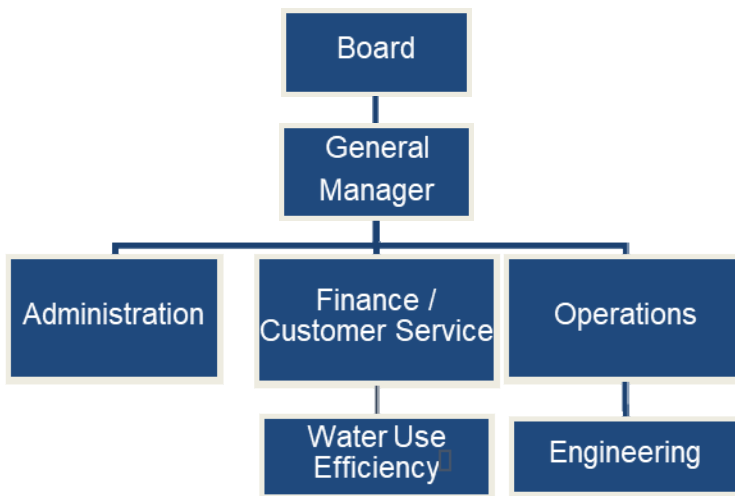 Board
General
Manager
Administration
Finance /
Customer Service
Operations
Water Use
Efficiency
Engineering